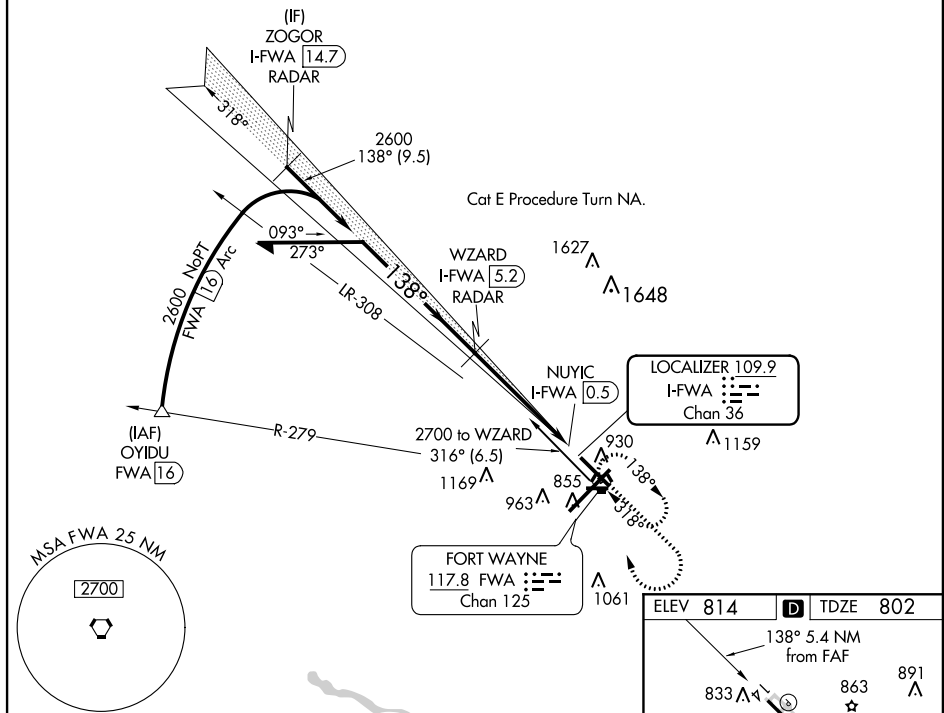 (IF)
ZOGOR
I-FWA 14.7
RADAR
318°
2600
138° (9.5)
Cat E Procedure Turn NA.
093°
273°
2600 NoPT
FWA 16 Arc
LR-308
138°
WZARD
I-FWA 5.2
RADAR
1627
1648
NUYIC
I-FWA 0.5
LOCALIZER 109.9
I-FWA
Chan 36
1159
(IAF)
OYIDU
FWA 16
R-279
2700 to WZARD
316° (6.5)
1169
963
855
930
138°
318°
MSA FWA 25 NM
2700
FORT WAYNE
117.8 FWA
Chan 125
1061
ELEV 814 D TDZE 802
138° 5.4 NM
from FAF
833
863
891
P